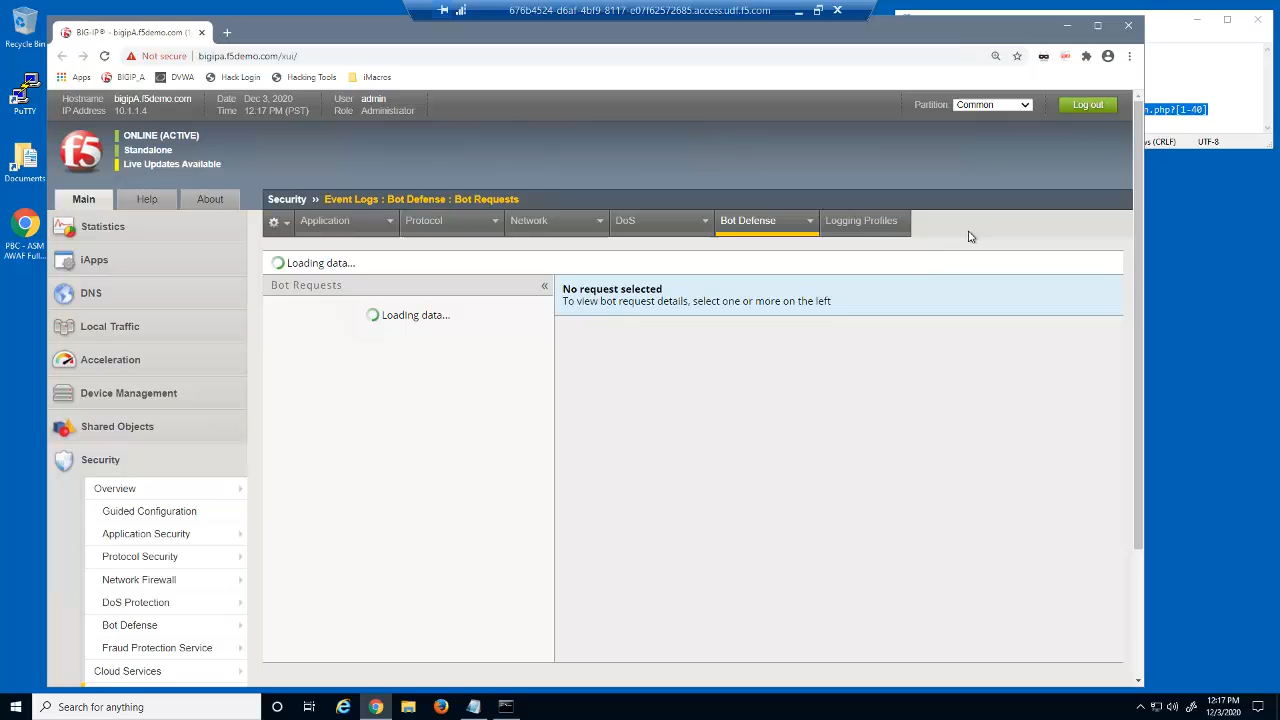 676b4524-d6af-4bf9-8117-e07f62572685.access.udf.f5.com
Recycle Bin
PuTTY
Documents
PBC - ASM
AWAF Full...
BIG-IP® - bigipA.f5demo.com (1
Not secure
bigipa.f5demo.com/xui/
Apps
BIGIP_A
DVWA
Hack Login
Hacking Tools
iMacros
Hostname bigipA.f5demo.com
IP Address 10.1.1.4
Date Dec 3, 2020
Time 12:17 PM (PST)
User admin
Role Administrator
Partition: Common
Log out
f5
ONLINE (ACTIVE)
Standalone
Live Updates Available
Main
Help
About
Security ›› Event Logs : Bot Defense : Bot Requests
Application
Protocol
Network
DoS
Bot Defense
Logging Profiles
Statistics
iApps
DNS
Local Traffic
Acceleration
Device Management
Shared Objects
Security
Overview
Guided Configuration
Application Security
Protocol Security
Network Firewall
DoS Protection
Bot Defense
Fraud Protection Service
Cloud Services
Loading data...
Bot Requests
«
Loading data...
No request selected
To view bot request details, select one or more on the left
n.php?[1-40]
s (CRLF)
UTF-8
Search for anything
12:17 PM
12/3/2020